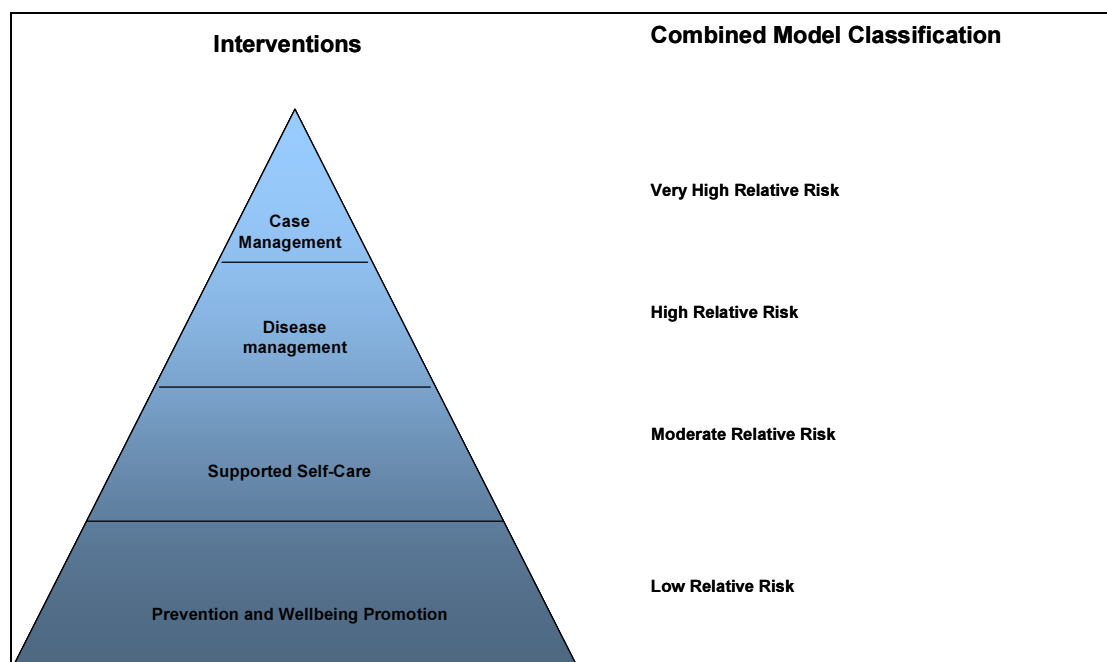 Interventions
Combined Model Classification
Case
Management
Very High Relative Risk
Disease
management
High Relative Risk
Supported Self-Care
Moderate Relative Risk
Prevention and Wellbeing Promotion
Low Relative Risk